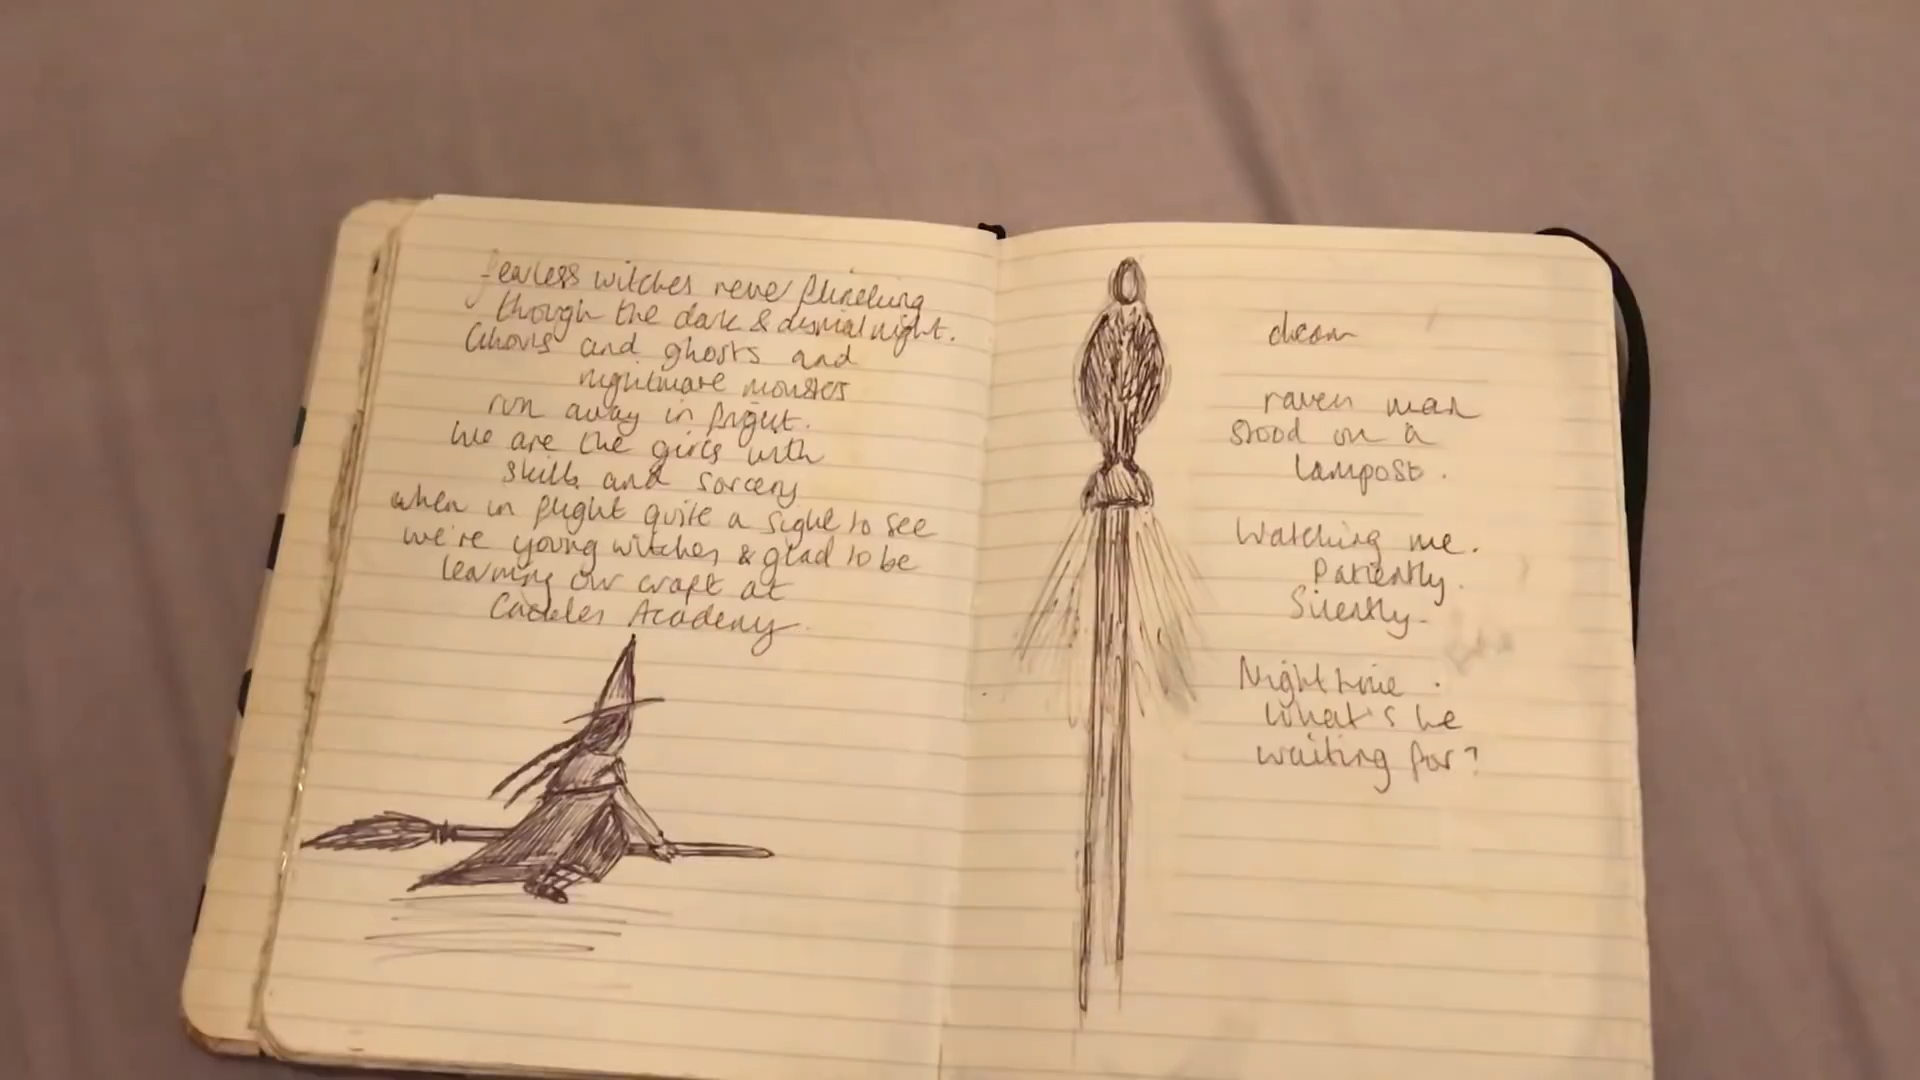 fearless witches never flinching
through the dark & dismal night.
Ghouls and ghosts and
nightmare monsters
run away in fright.
we are the girls with
skills and sorcery
when in flight quite a sight to see
we're young witches & glad to be
learning our craft at
Cackles Academy.
dream
raven man
stood on a
lampost.
Watching me.
Patiently.
Silently.
Nighttime.
What's he
waiting for?